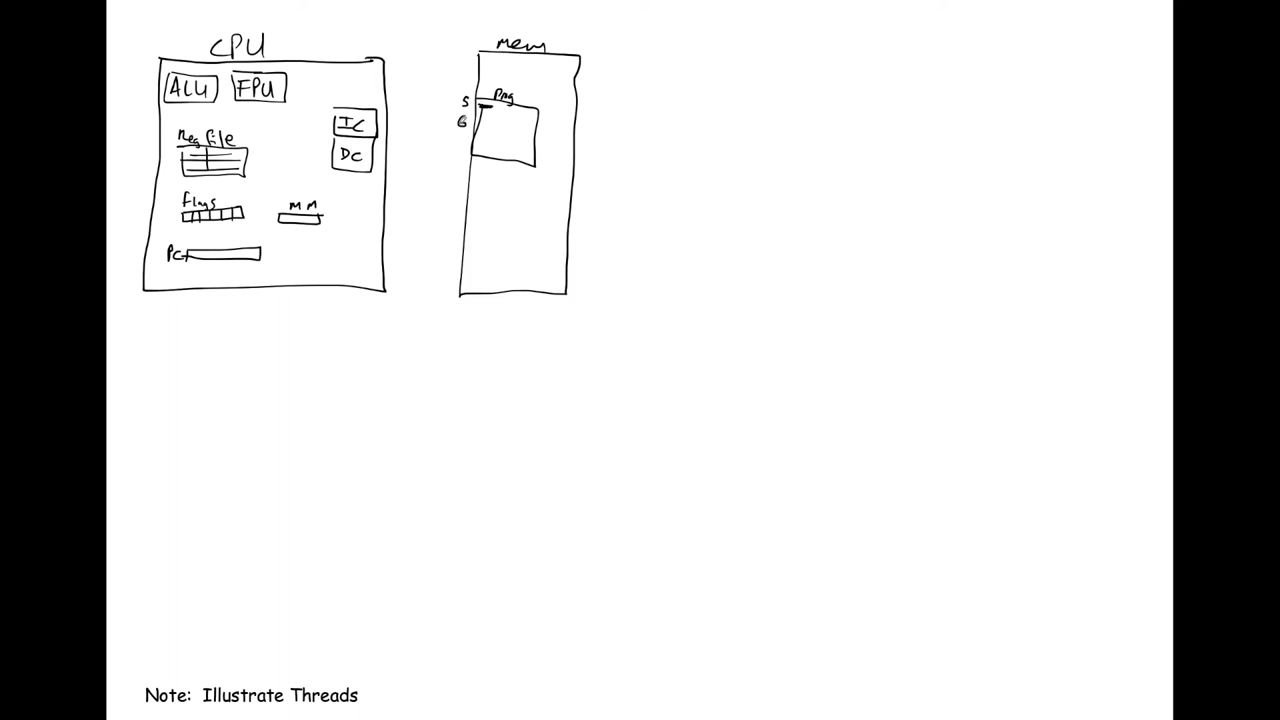 CPU
ALU FPU
IC
DC
Reg file
Flags
MM
PC
Mem
Prog
5
6
Note: Illustrate Threads